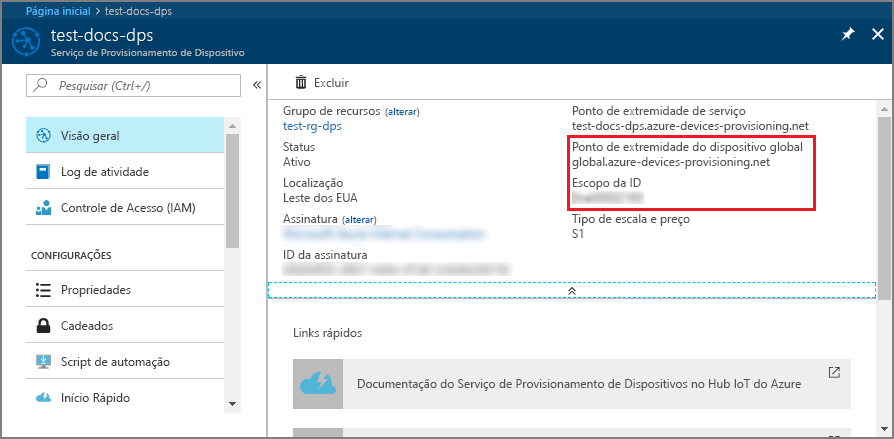 Página inicial > test-docs-dps
test-docs-dps
Serviço de Provisionamento de Dispositivo
Pesquisar (Ctrl+/)
Visão geral
Log de atividade
Controle de Acesso (IAM)
CONFIGURAÇÕES
Propriedades
Cadeados
Script de automação
Início Rápido
Excluir
Grupo de recursos (alterar)
test-rg-dps
Status
Ativo
Localização
Leste dos EUA
Assinatura (alterar)
ID da assinatura
Ponto de extremidade de serviço
test-docs-dps.azure-devices-provisioning.net
Ponto de extremidade do dispositivo global
global.azure-devices-provisioning.net
Escopo da ID
Tipo de escala e preço
S1
Links rápidos
Documentação do Serviço de Provisionamento de Dispositivos no Hub IoT do Azure